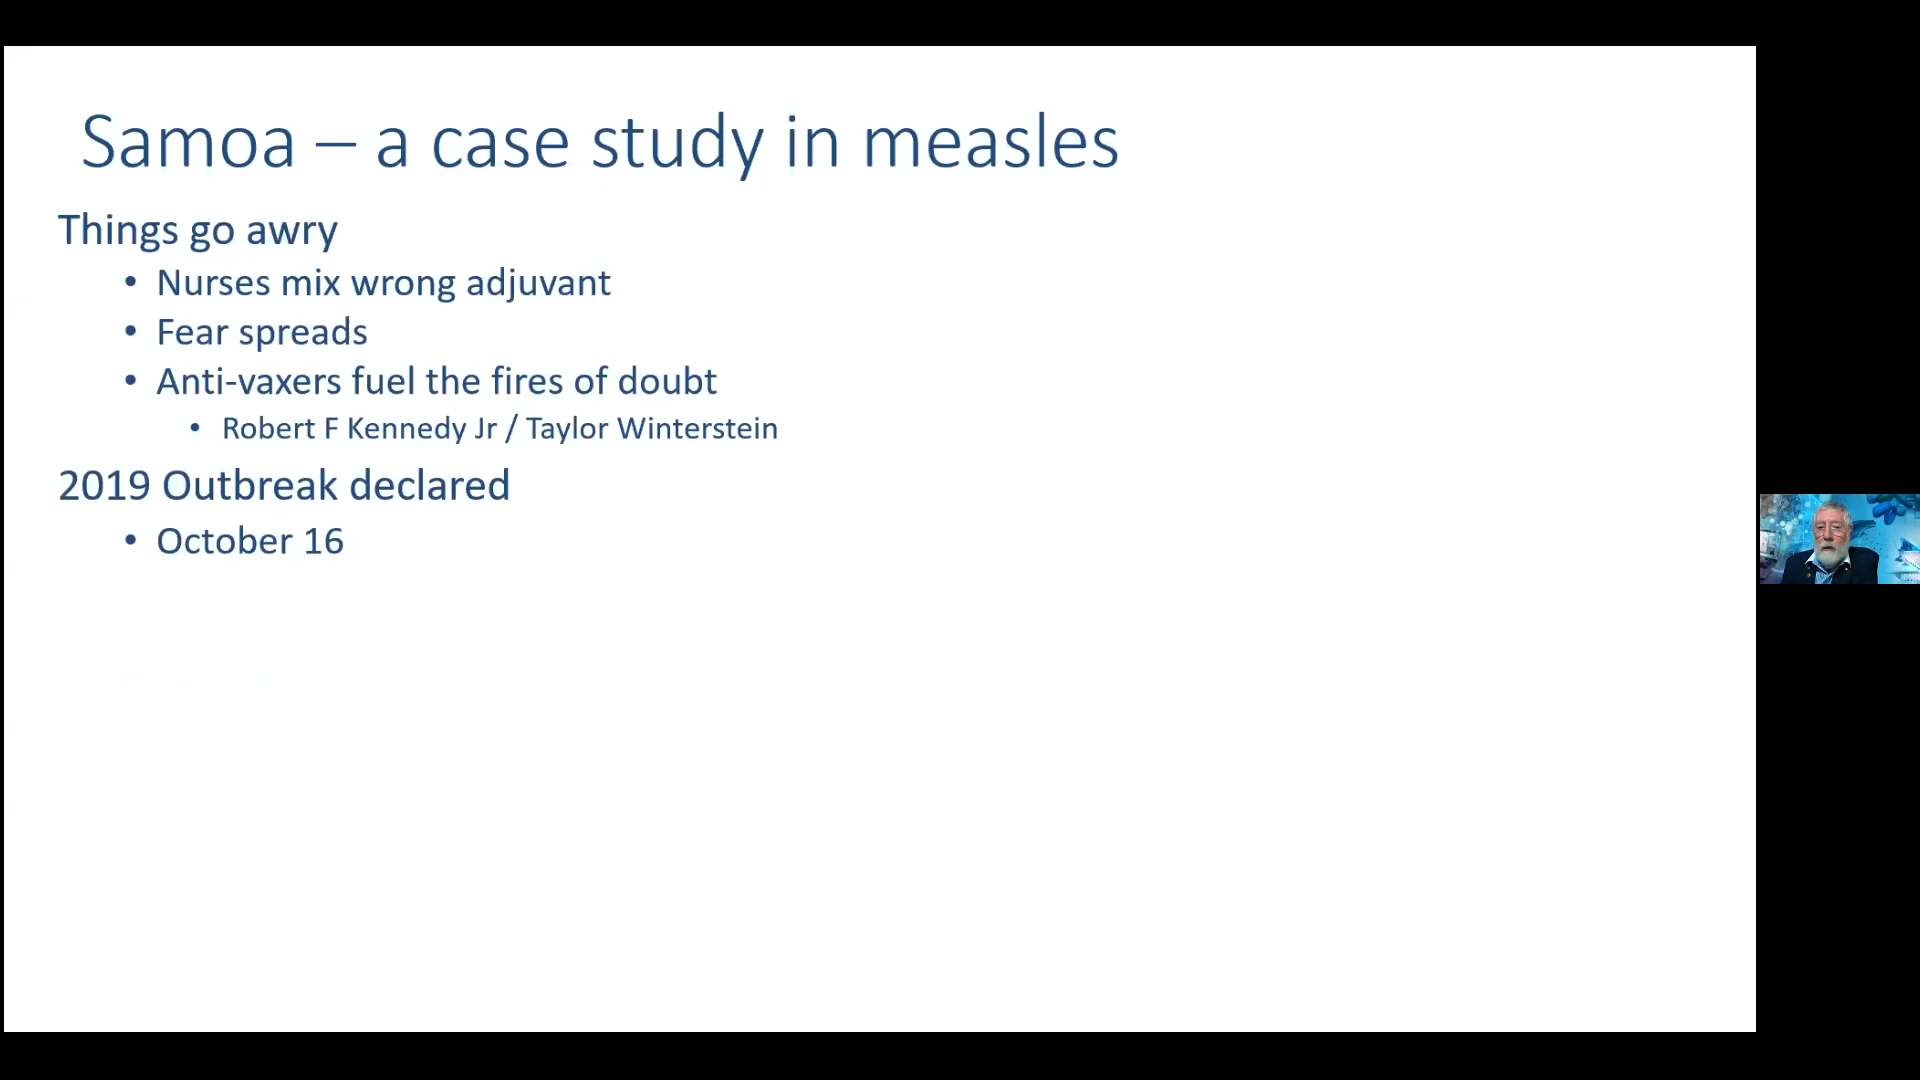 Samoa – a case study in measles
Things go awry
• Nurses mix wrong adjuvant
• Fear spreads
• Anti-vaxers fuel the fires of doubt
• Robert F Kennedy Jr / Taylor Winterstein
2019 Outbreak declared
• October 16